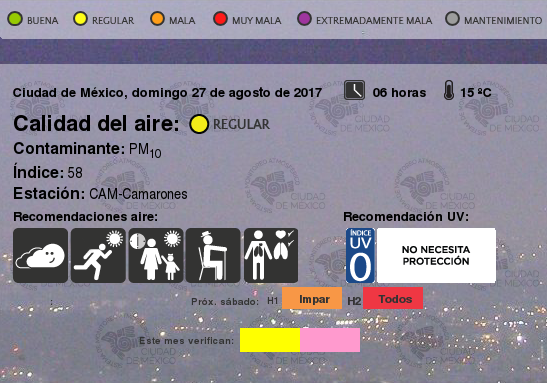 BUENA REGULAR MALA MUY MALA EXTREMADAMENTE MALA MANTENIMIENTO
Ciudad de México, domingo 27 de agosto de 2017 06 horas 15 ºC
Calidad del aire: REGULAR
Contaminante: PM10
Índice: 58
Estación: CAM-Camarones
Recomendaciones aire: Recomendación UV:
ÍNDICE
UV
0
NO NECESITA
PROTECCIÓN
: Próx. sábado: H1 Impar H2 Todos
Este mes verifican:
CIUDAD
DE MÉXICO